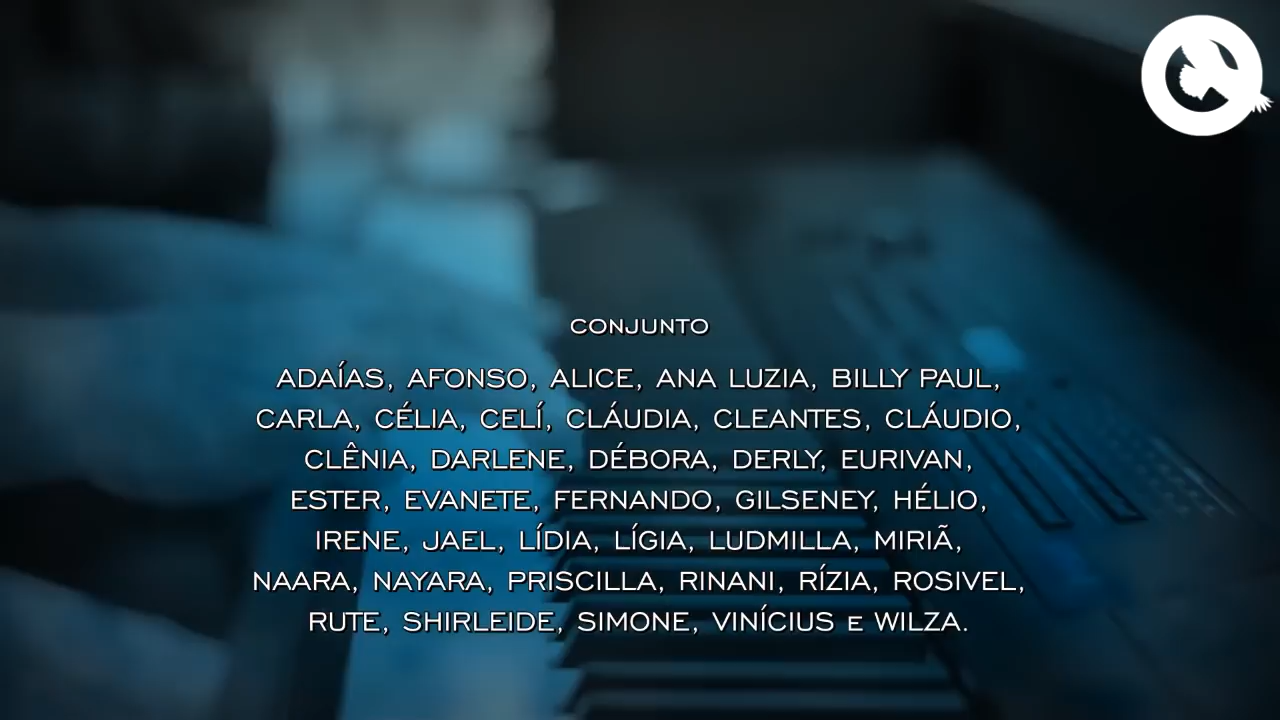 CONJUNTO
ADAÍAS, AFONSO, ALICE, ANA LUZIA, BILLY PAUL,
CARLA, CÉLIA, CELÍ, CLÁUDIA, CLEANTES, CLÁUDIO,
CLÊNIA, DARLENE, DÉBORA, DERLY, EURIVAN,
ESTER, EVANETE, FERNANDO, GILSENEY, HÉLIO,
IRENE, JAEL, LÍDIA, LÍGIA, LUDMILLA, MIRIÃ,
NAARA, NAYARA, PRISCILLA, RINANI, RÍZIA, ROSIVEL,
RUTE, SHIRLEIDE, SIMONE, VINÍCIUS E WILZA.